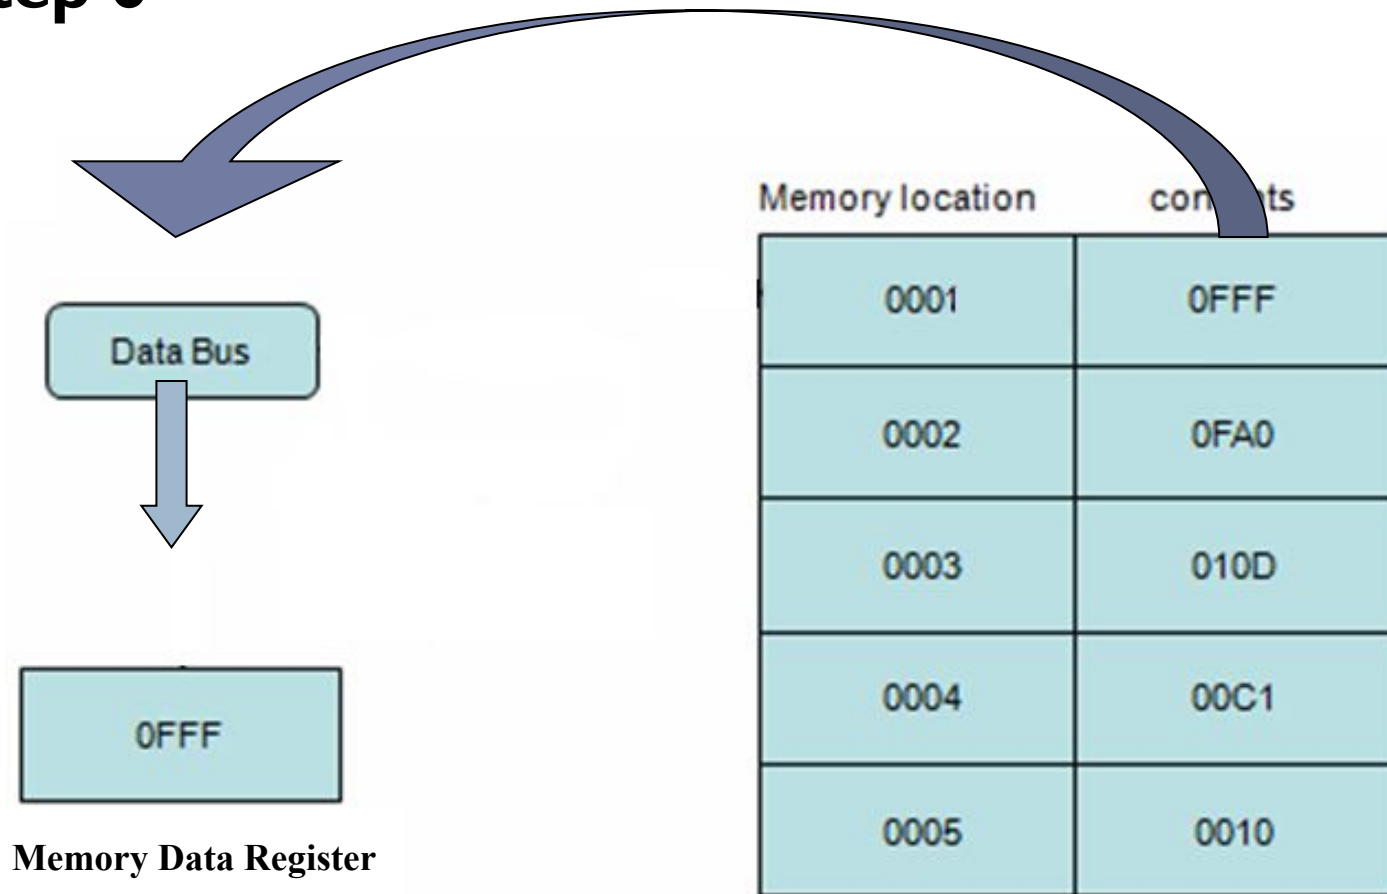 Data Bus
0FFF
Memory Data Register
Memory location
0001 0FFF
0002 0FA0
0003 010D
0004 00C1
0005 0010